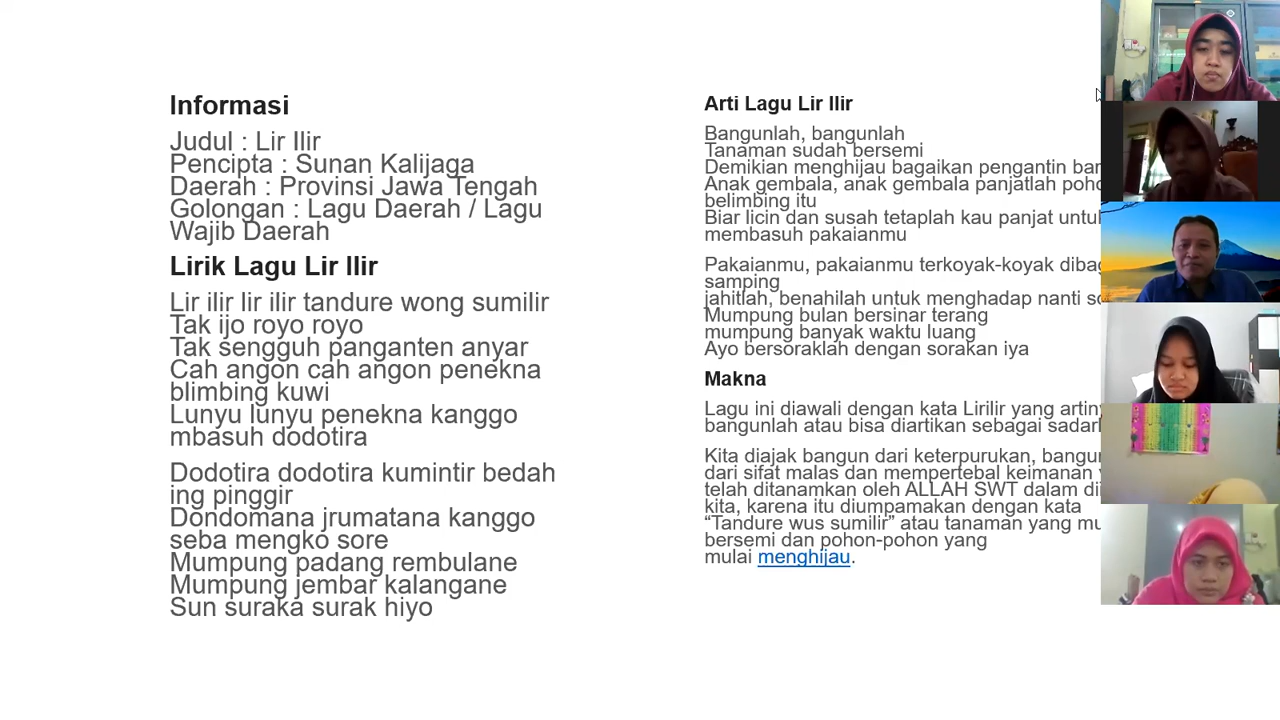 Informasi
Judul : Lir Ilir
Pencipta : Sunan Kalijaga
Daerah : Provinsi Jawa Tengah
Golongan : Lagu Daerah / Lagu
Wajib Daerah
Lirik Lagu Lir Ilir
Lir ilir lir ilir tandure wong sumilir
Tak ijo royo royo
Tak sengguh panganten anyar
Cah angon cah angon penekna
blimbing kuwi
Lunyu lunyu penekna kanggo
mbasuh dodotira
Dodotira dodotira kumintir bedah
ing pinggir
Dondomana jrumatana kanggo
seba mengko sore
Mumpung padang rembulane
Mumpung jembar kalangane
Sun suraka surak hiyo
Arti Lagu Lir Ilir
Bangunlah, bangunlah
Tanaman sudah bersemi
Demikian menghijau bagaikan pengantin
Anak gembala, anak gembala panjatlah
belimbing itu
Biar licin dan susah tetaplah kau panjat
membasuh pakaianmu
Pakaianmu, pakaianmu terkoyak-koyak
samping
jahitlah, benahilah untuk menghadap nanti
Mumpung bulan bersinar terang
mumpung banyak waktu luang
Ayo bersoraklah dengan sorakan iya
Makna
Lagu ini diawali dengan kata Lirilir yang
bangunlah atau bisa diartikan sebagai
Kita diajak bangun dari keterpurukan,
dari sifat malas dan mempertebal keimanan
telah ditanamkan oleh ALLAH SWT dalam
kita, karena itu diumpamakan dengan kata
“Tandure wus sumilir” atau tanaman yang
bersemi dan pohon-pohon yang
mulai menghijau.